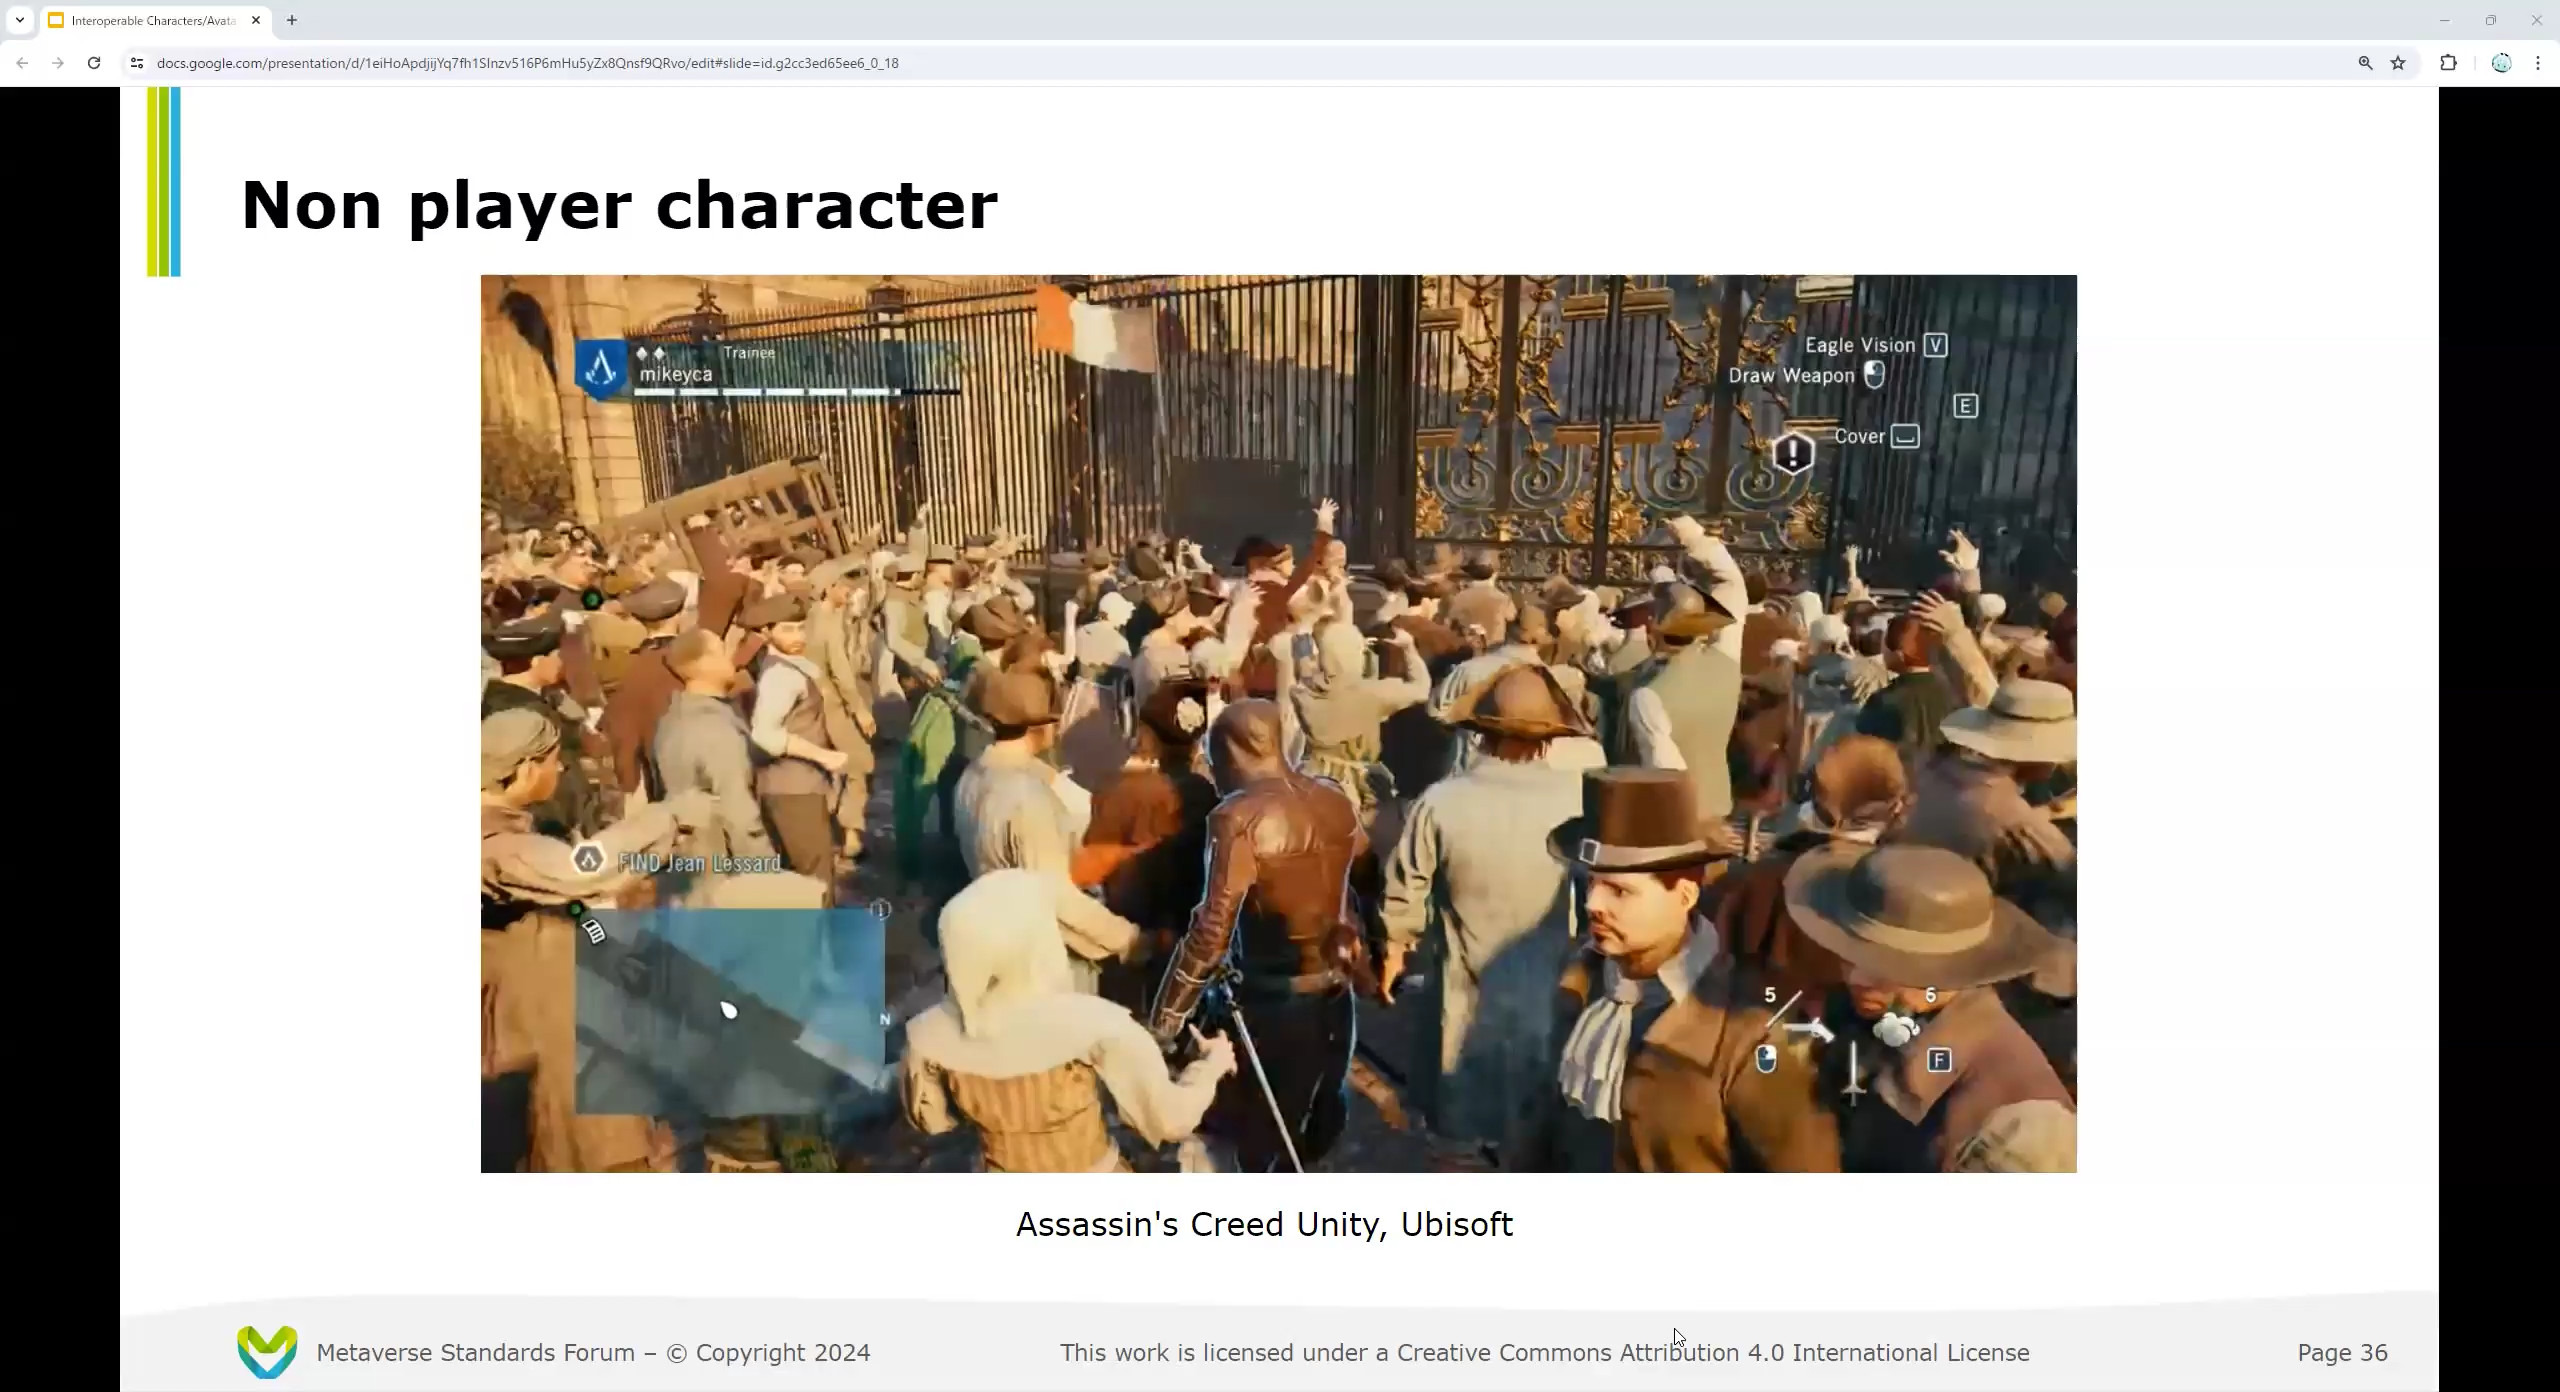 Interoperable Characters/Avata
docs.google.com/presentation/d/1eiHoApdjijYq7fh1SInzv516P6mHu5yZx8Qnsf9QRvo/edit#slide=id.g2cc3ed65ee6_0_18
Non player character
Trainee
mikeyca
Eagle Vision V
Draw Weapon
E
Cover
FIND Jean Lessard
N
5
6
F
Assassin's Creed Unity, Ubisoft
Metaverse Standards Forum – © Copyright 2024
This work is licensed under a Creative Commons Attribution 4.0 International License
Page 36